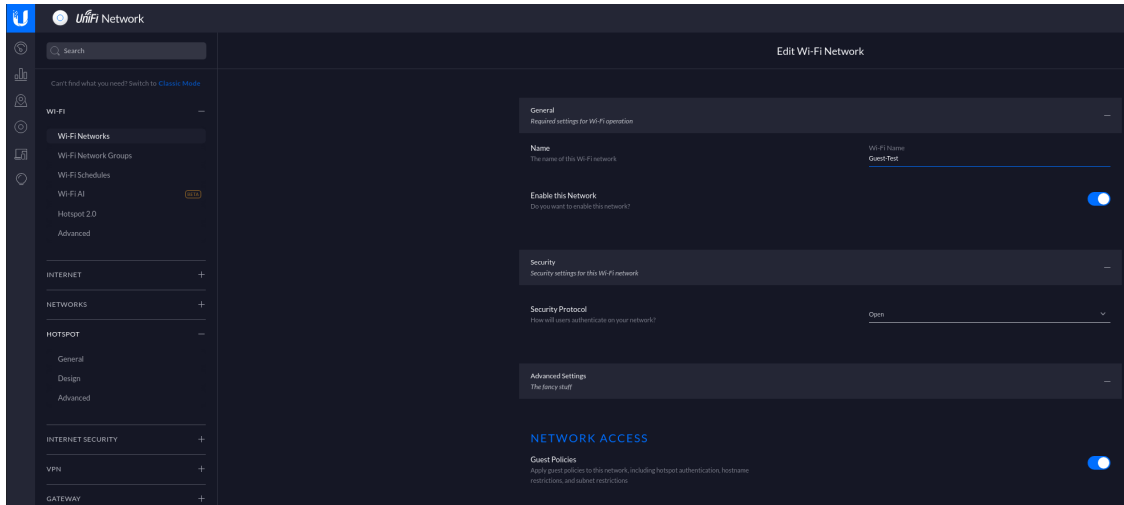 UniFi Network
Search
Edit Wi-Fi Network
Can't find what you need? Switch to Classic Mode
WI-FI
Wi-Fi Networks
Wi-Fi Network Groups
Wi-Fi Schedules
Wi-Fi AI BETA
Hotspot 2.0
Advanced
INTERNET
NETWORKS
HOTSPOT
General
Design
Advanced
INTERNET SECURITY
VPN
GATEWAY
General
Required settings for Wi-Fi operation
Name
The name of this Wi-Fi network
Wi-Fi Name
Guest-Test
Enable this Network
Do you want to enable this network?
Security
Security settings for this Wi-Fi network
Security Protocol
How will users authenticate on your network?
Open
Advanced Settings
The fancy stuff
NETWORK ACCESS
Guest Policies
Apply guest policies to this network, including hotspot authentication, hostname
restrictions, and subnet restrictions